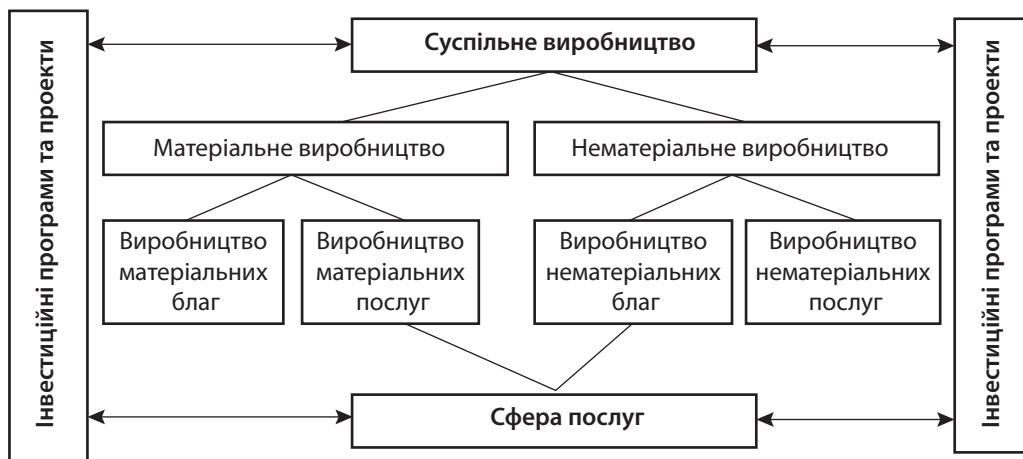 Інвестиційні програми та проекти
Суспільне виробництво
Інвестиційні програми та проекти
Матеріальне виробництво
Нематеріальне виробництво
Виробництво
матеріальних
благ
Виробництво
матеріальних
послуг
Виробництво
нематеріальних
благ
Виробництво
нематеріальних
послуг
Сфера послуг